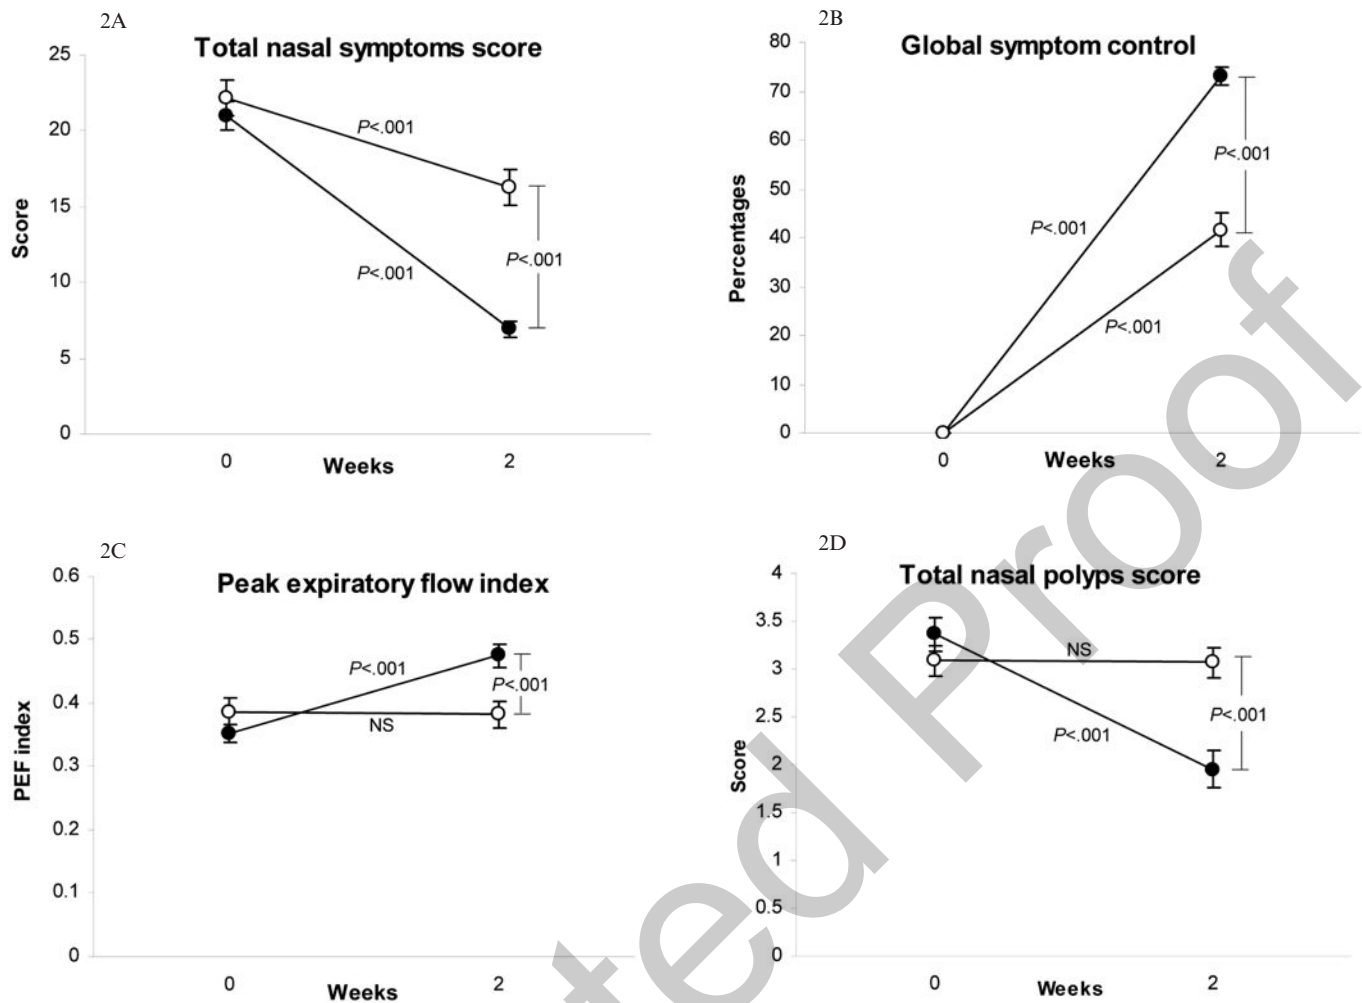 2A
Total nasal symptoms score
25
20
15
10
5
0
Score
P<.001
P<.001
P<.001
0
2
Weeks
2B
Global symptom control
80
70
60
50
40
30
20
10
0
Percentages
P<.001
P<.001
P<.001
0
2
Weeks
2C
Peak expiratory flow index
0.6
0.5
0.4
0.3
0.2
0.1
0
PEF index
P<.001
P<.001
NS
0
2
Weeks
2D
Total nasal polyps score
4
3.5
3
2.5
2
1.5
1
0.5
0
Score
NS
P<.001
P<.001
0
2
Weeks
ted Proof